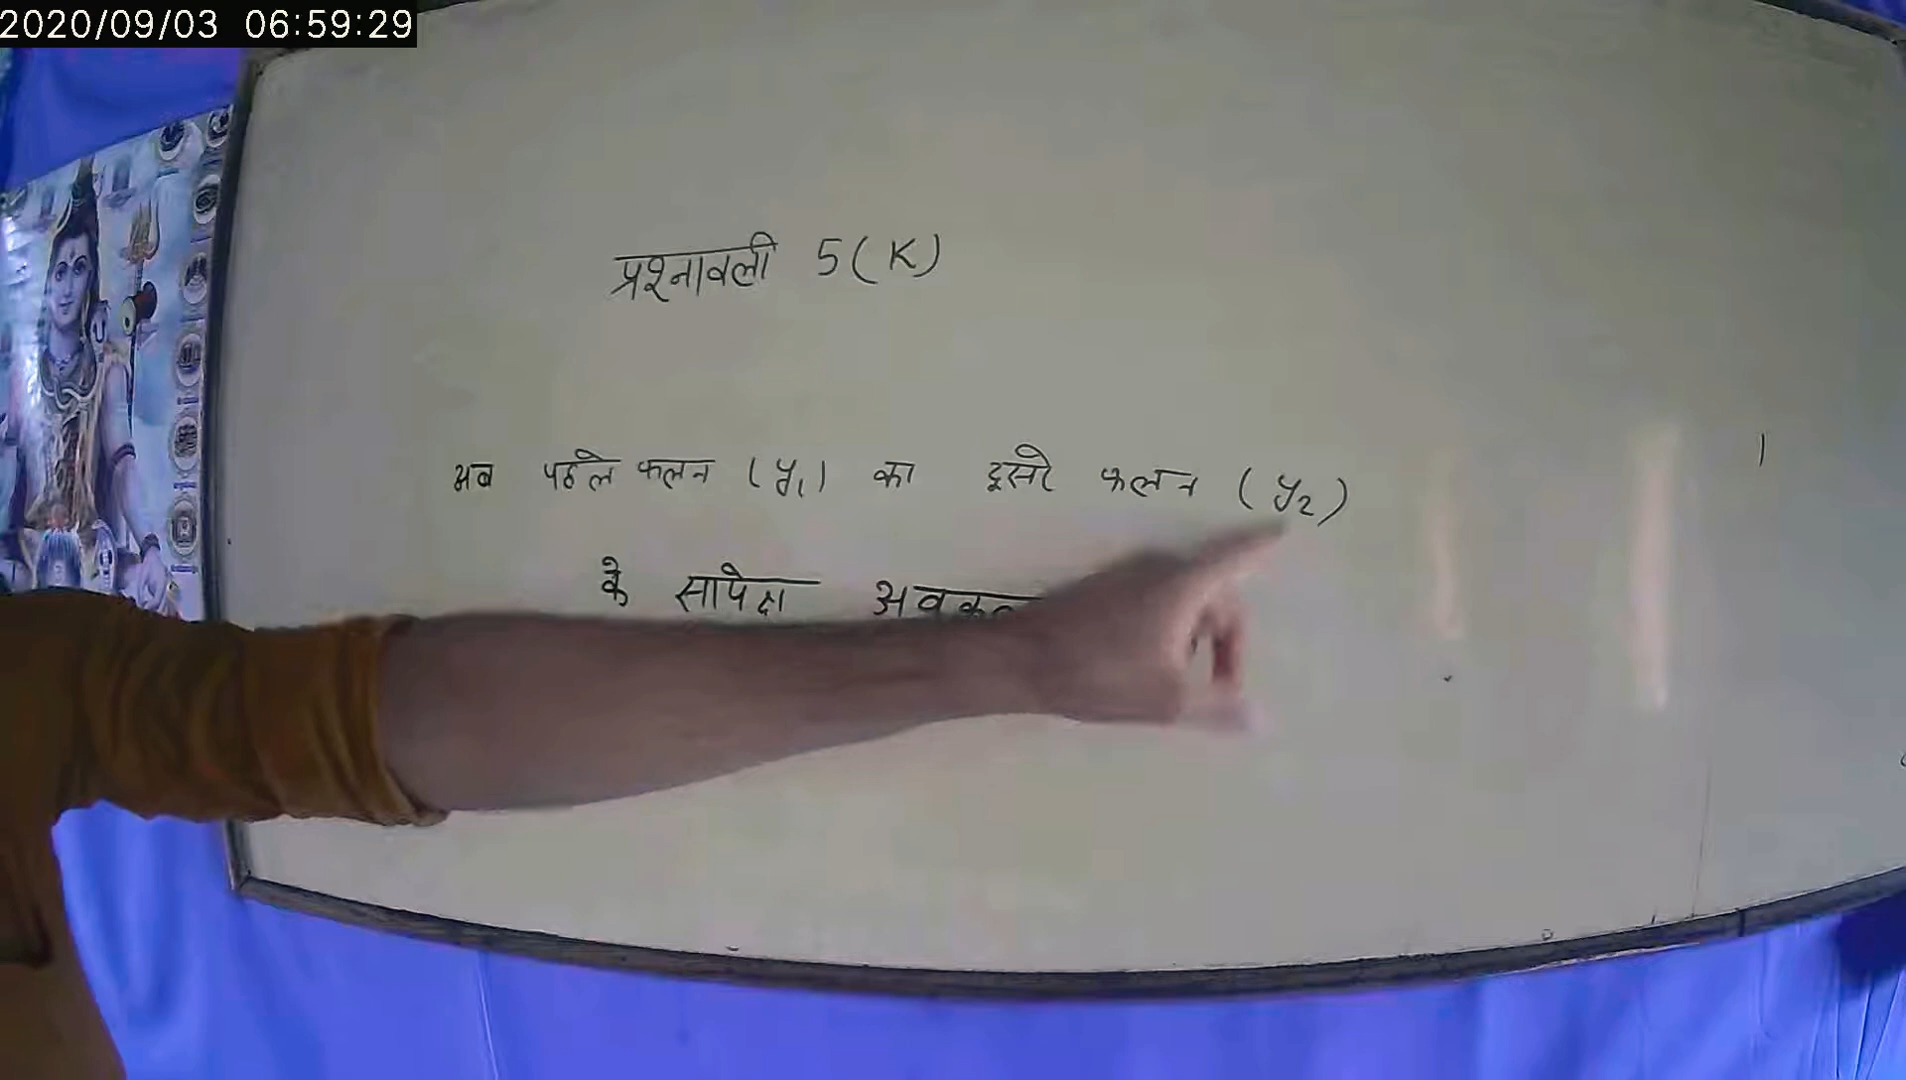 2020/09/03 06:59:29
प्रश्नावली 5(K)
अब पहले फलन (y₁) का दूसरे फलन (y₂)
के सापेक्ष